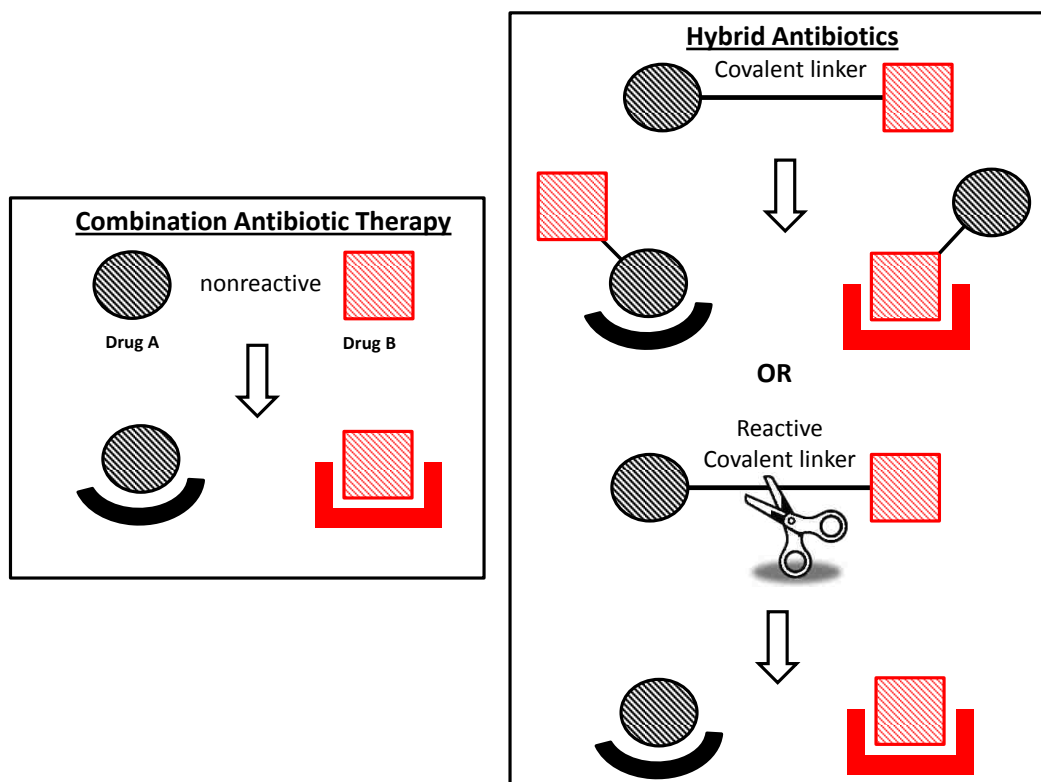 Combination Antibiotic Therapy
nonreactive
Drug A
Drug B
Hybrid Antibiotics
Covalent linker
OR
Reactive
Covalent linker